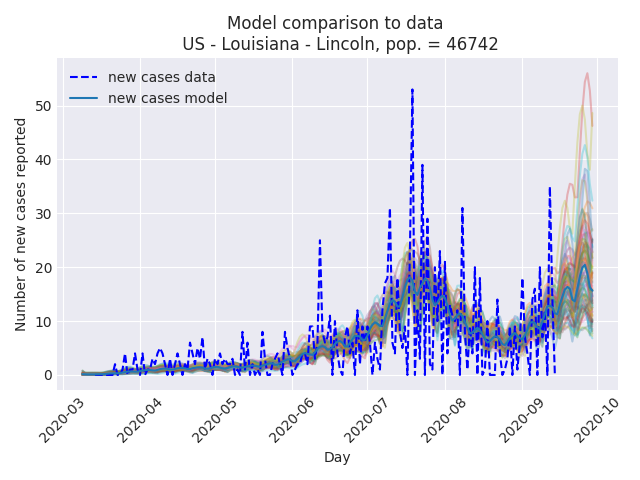 Model comparison to data
US - Louisiana - Lincoln, pop. = 46742
new cases data
new cases model
Number of new cases reported
50
40
30
20
10
0
2020-03
2020-04
2020-05
2020-06
2020-07
2020-08
2020-09
2020-10
Day